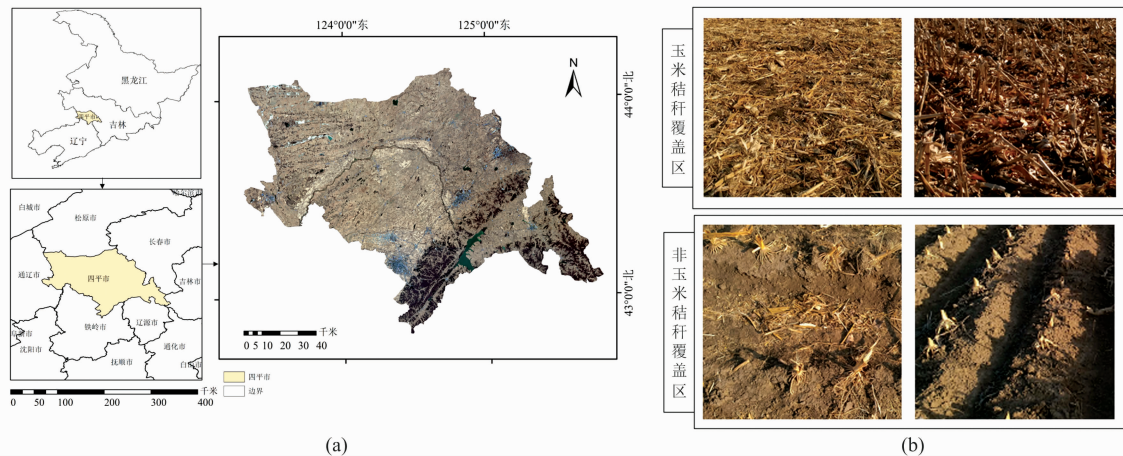 黑龙江
四平市
吉林
辽宁
白城市
松原市
长春市
通辽市
四平市
吉林市
铁岭市
辽源市
沈阳市
抚顺市
通化市
千米
0 50 100 200 300 400
124°0'0"东
125°0'0"东
N
44°0'0"北
43°0'0"北
千米
0 5 10 20 30 40
四平市
边界
(a)
玉米秸秆覆盖区
非玉米秸秆覆盖区
(b)